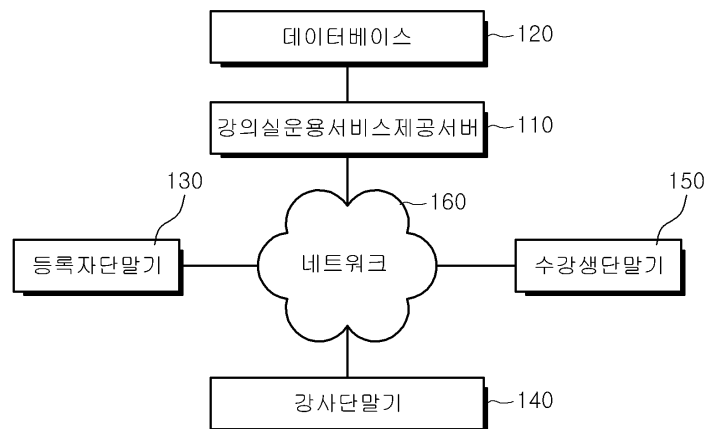 데이터베이스 120
강의실운용서비스제공서버 110
130 160 150
등록자단말기 네트워크 수강생단말기
강사단말기 140